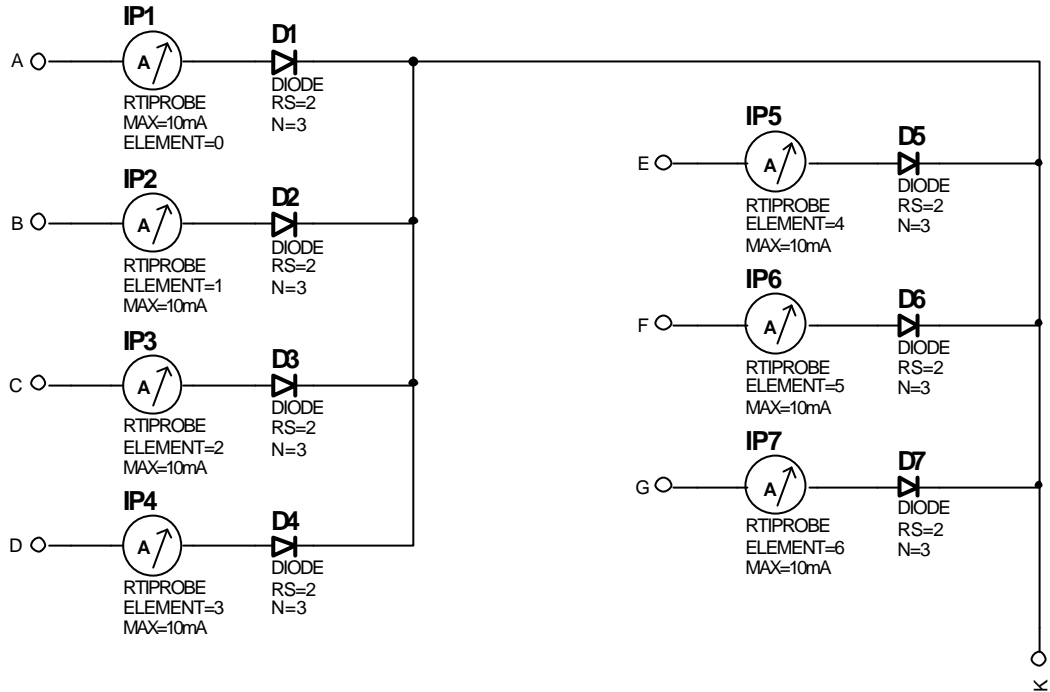 IP1
A
A
D1
DIODE
RS=2
N=3
RTIPROBE
MAX=10mA
ELEMENT=0
IP2
B
A
D2
DIODE
RS=2
N=3
RTIPROBE
ELEMENT=1
MAX=10mA
IP3
C
A
D3
DIODE
RS=2
N=3
RTIPROBE
ELEMENT=2
MAX=10mA
IP4
D
A
D4
DIODE
RS=2
N=3
RTIPROBE
ELEMENT=3
MAX=10mA
IP5
E
A
D5
DIODE
RS=2
N=3
RTIPROBE
ELEMENT=4
MAX=10mA
IP6
F
A
D6
DIODE
RS=2
N=3
RTIPROBE
ELEMENT=5
MAX=10mA
IP7
G
A
D7
DIODE
RS=2
N=3
RTIPROBE
ELEMENT=6
MAX=10mA
K